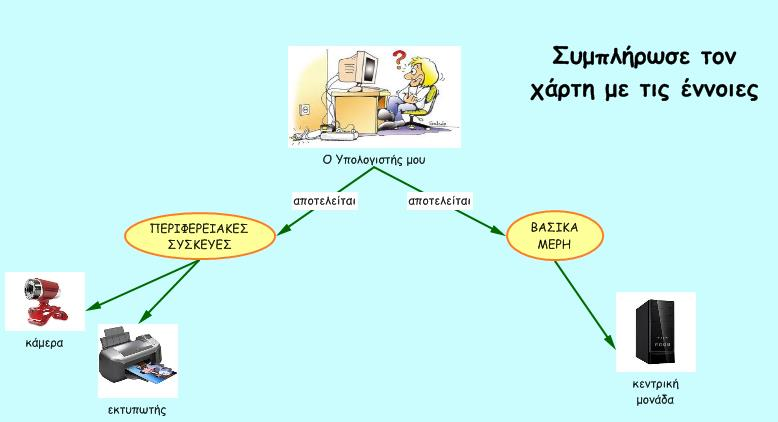 Συμπλήρωσε τον
χάρτη με τις έννοιες
?
Ο Υπολογιστής μου
αποτελείται
αποτελείται
ΠΕΡΙΦΕΡΕΙΑΚΕΣ
ΣΥΣΚΕΥΕΣ
ΒΑΣΙΚΑ
ΜΕΡΗ
κάμερα
εκτυπωτής
κεντρική
μονάδα